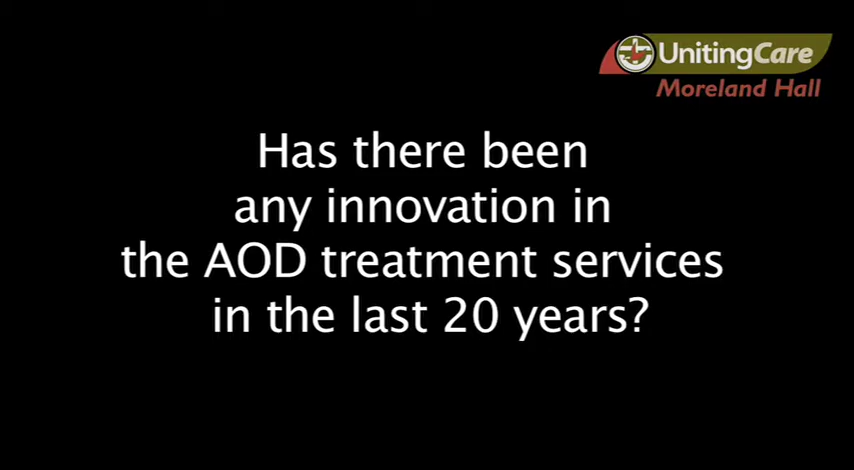 UnitingCare
Moreland Hall
Has there been
any innovation in
the AOD treatment services
in the last 20 years?